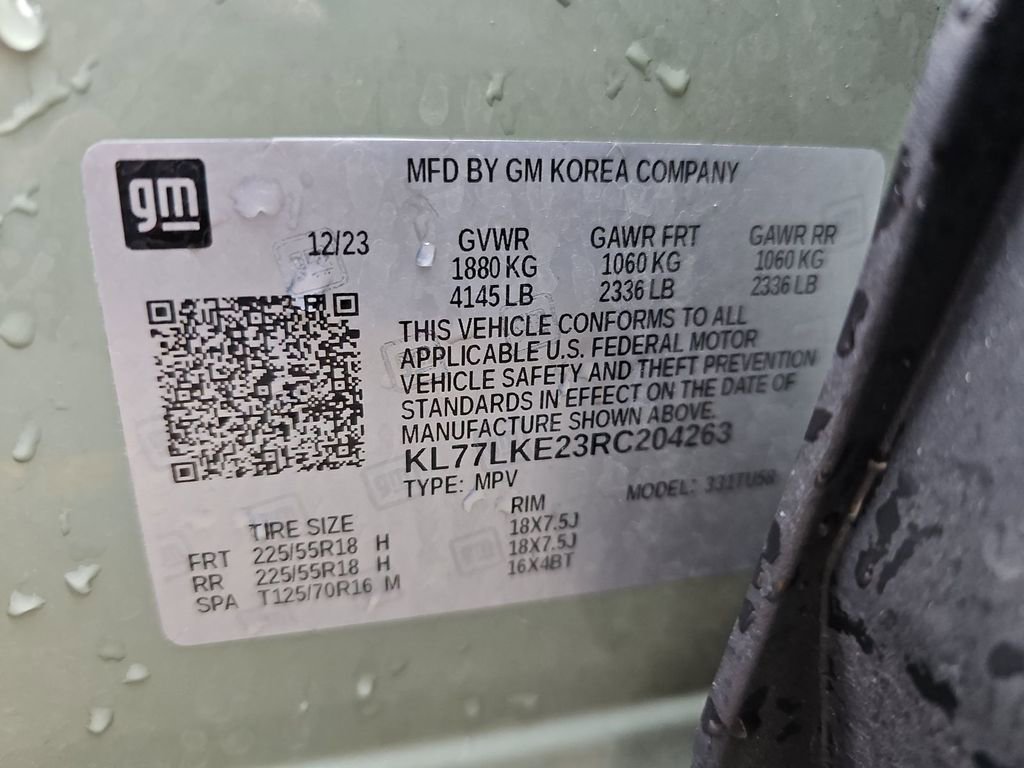 gm
MFD BY GM KOREA COMPANY
12/23
GVWR GAWR FRT GAWR RR
1880 KG 1060 KG 1060 KG
4145 LB 2336 LB 2336 LB
THIS VEHICLE CONFORMS TO ALL
APPLICABLE U.S. FEDERAL MOTOR
VEHICLE SAFETY AND THEFT PREVENTION
STANDARDS IN EFFECT ON THE DATE OF
MANUFACTURE SHOWN ABOVE.
KL77LKE23RC204263
TYPE: MPV MODEL:
TIRE SIZE RIM
FRT 225/55R18 H 18X7.5J
RR 225/55R18 H 18X7.5J
SPA T125/70R16 M 16X4BT